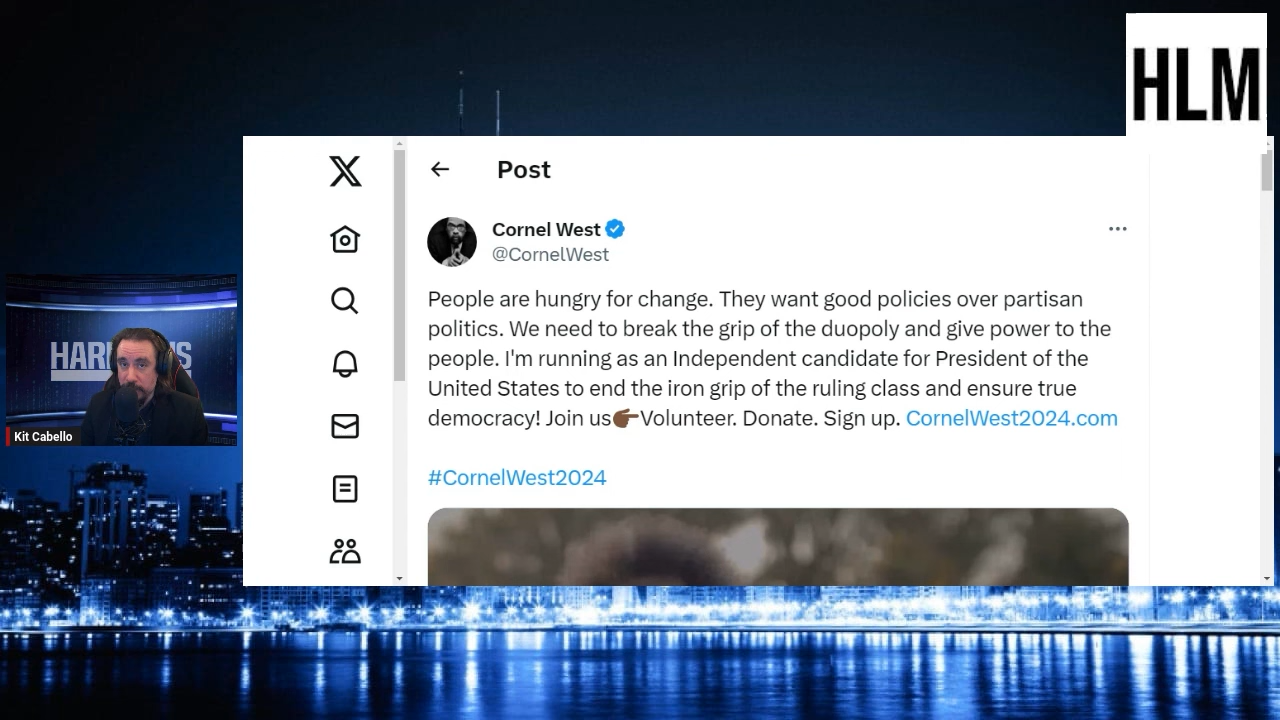 HLM
X
Post
Cornel West
@CornelWest
People are hungry for change. They want good policies over partisan
politics. We need to break the grip of the duopoly and give power to the
people. I'm running as an Independent candidate for President of the
United States to end the iron grip of the ruling class and ensure true
democracy! Join us👉🏾Volunteer. Donate. Sign up. CornelWest2024.com
#CornelWest2024
Kit Cabello